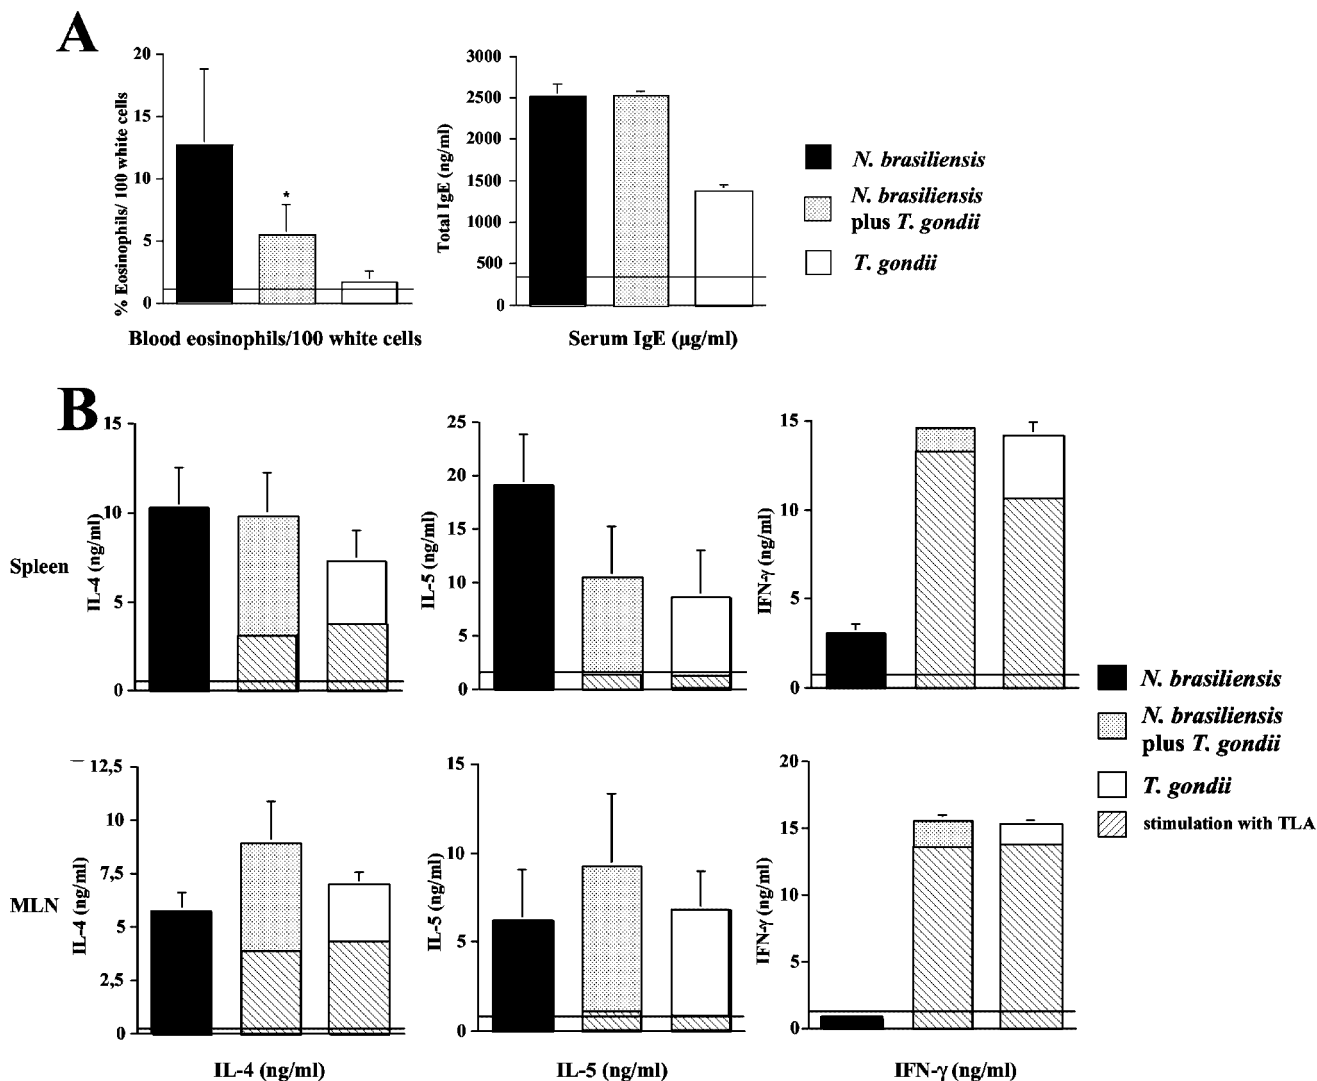 A
20
15
10
5
0
% Eosinophils/ 100 white cells
*
Blood eosinophils/100 white cells
3000
2500
2000
1500
1000
500
0
Total IgE (ng/ml)
Serum IgE (µg/ml)
N. brasiliensis
N. brasiliensis
plus T. gondii
T. gondii
B
Spleen
15
10
5
0
IL-4 (ng/ml)
25
20
15
10
5
0
IL-5 (ng/ml)
15
10
5
0
IFN-γ (ng/ml)
N. brasiliensis
N. brasiliensis
plus T. gondii
T. gondii
stimulation with TLA
MLN
12,5
10
7,5
5
2,5
0
IL-4 (ng/ml)
IL-4 (ng/ml)
15
10
5
0
IL-5 (ng/ml)
IL-5 (ng/ml)
20
15
10
5
0
IFN-γ (ng/ml)
IFN-γ (ng/ml)